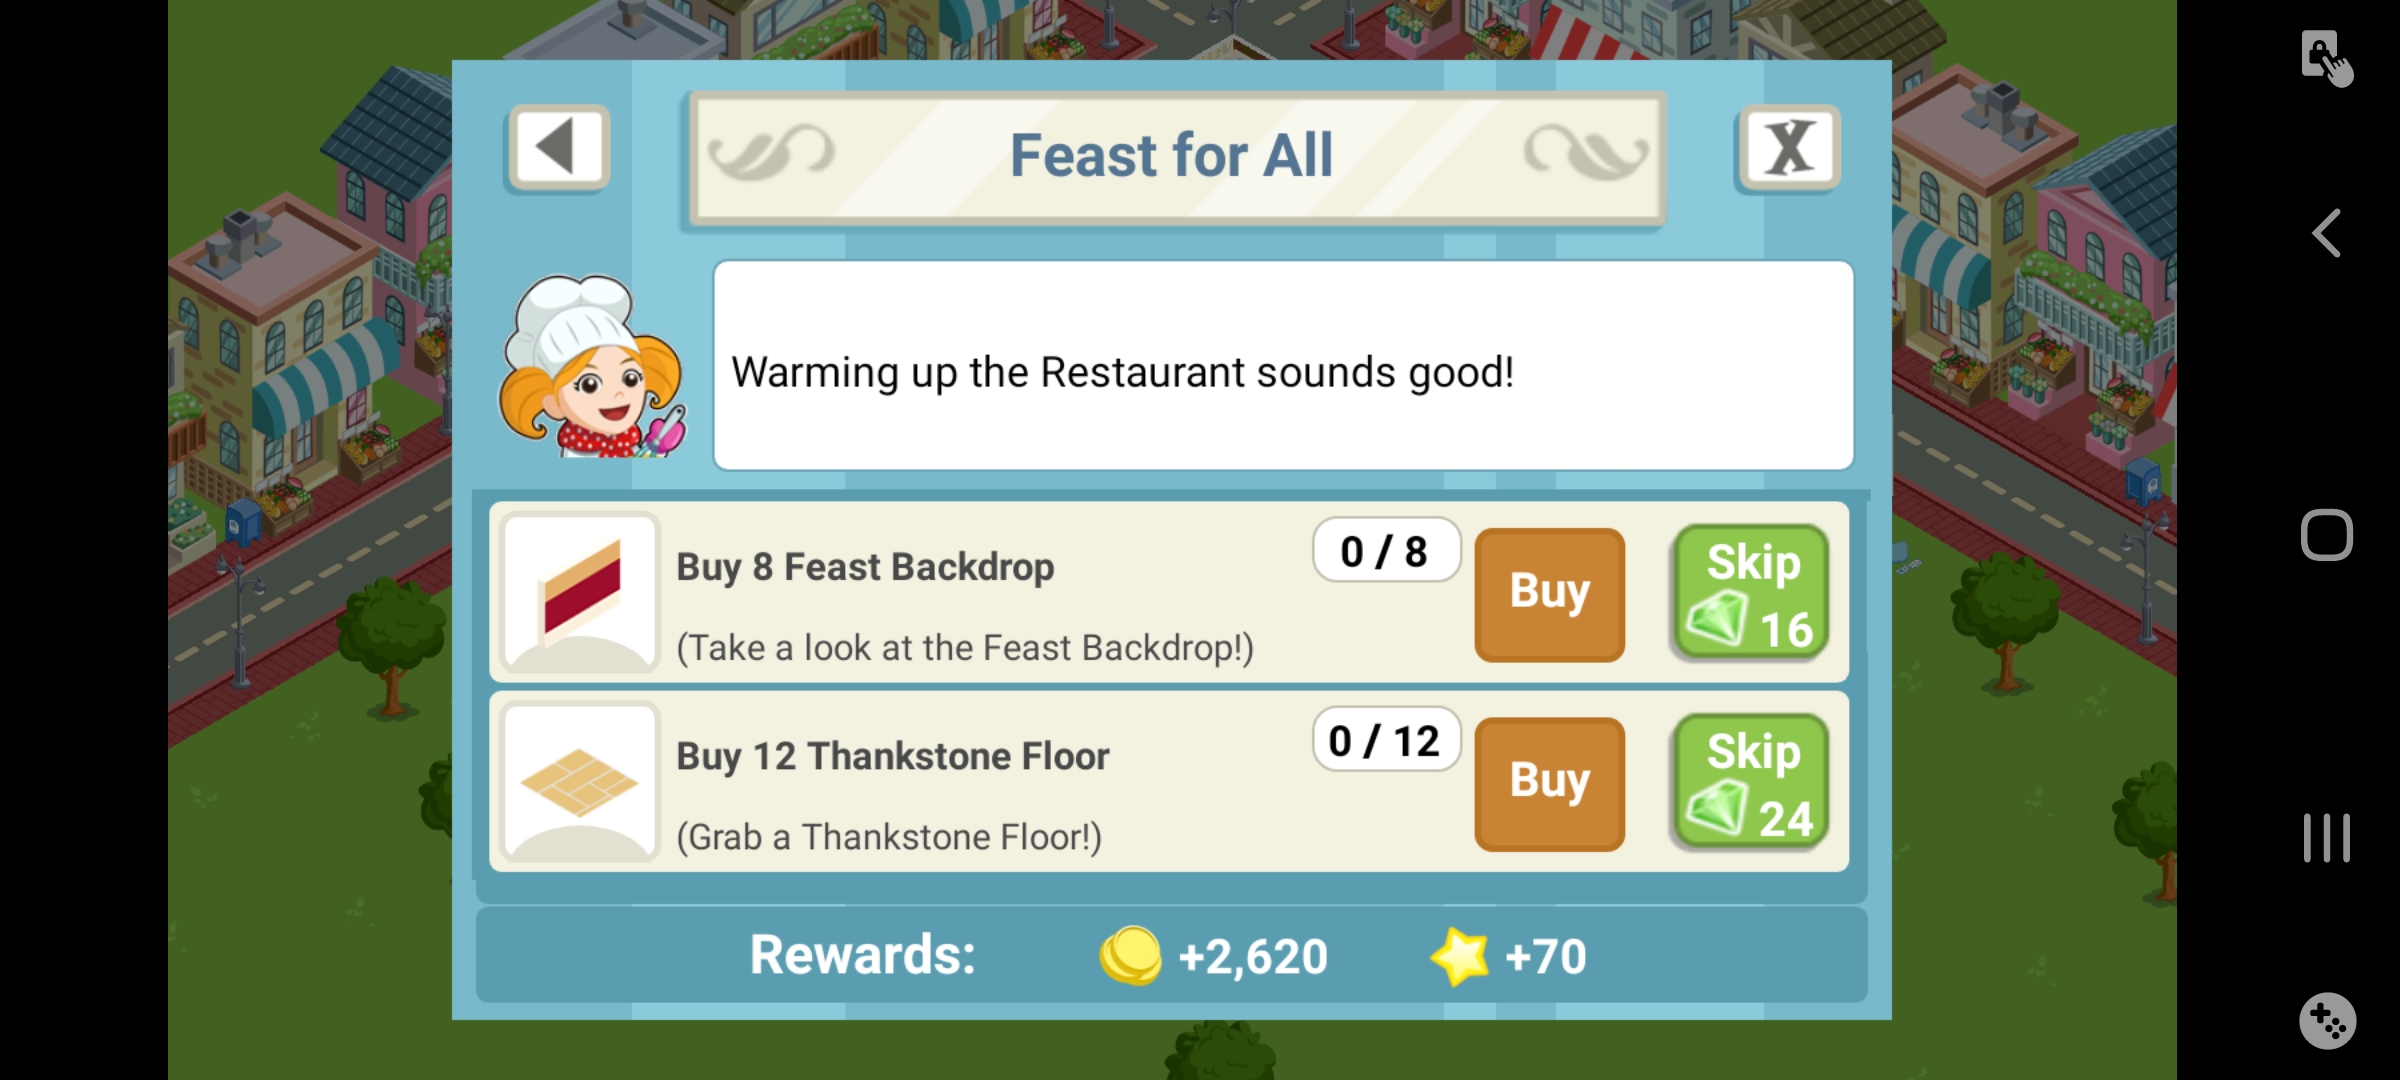 Feast for All
X
Warming up the Restaurant sounds good!
Buy 8 Feast Backdrop
0 / 8
Buy
Skip
16
(Take a look at the Feast Backdrop!)
Buy 12 Thankstone Floor
0 / 12
Buy
Skip
24
(Grab a Thankstone Floor!)
Rewards: +2,620 +70